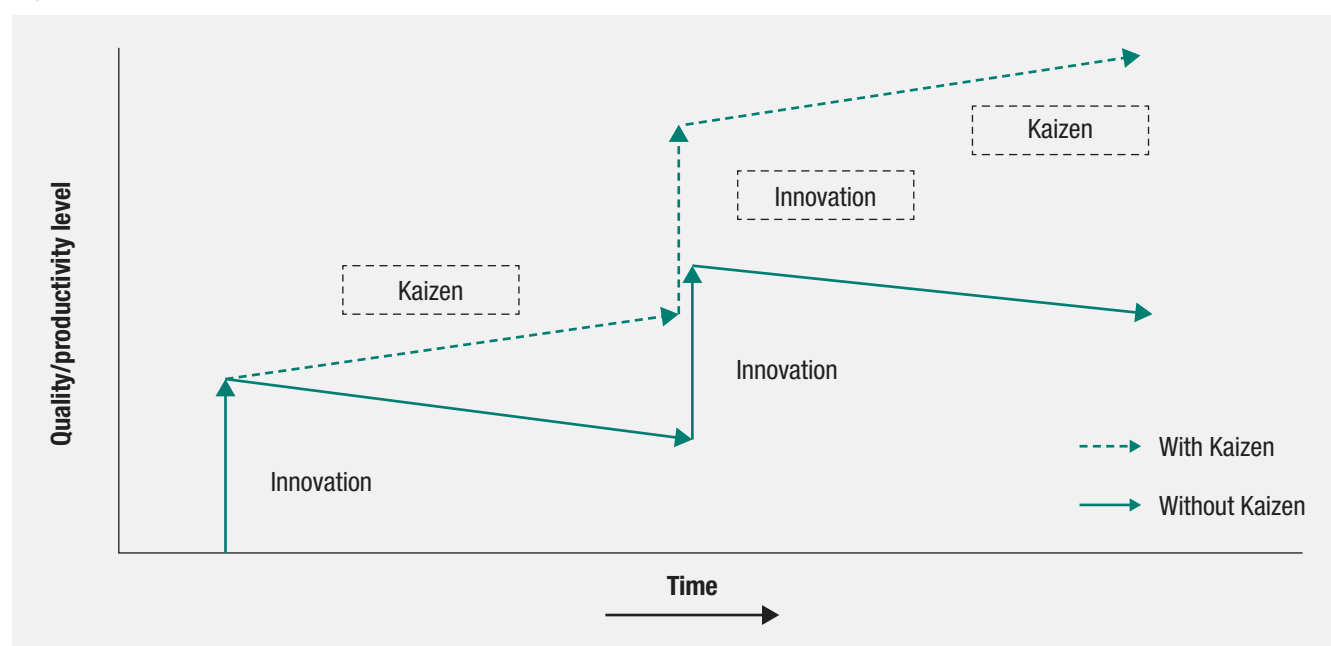 Kaizen
Innovation
Kaizen
Innovation
Innovation
Quality/productivity level
With Kaizen
Without Kaizen
Time